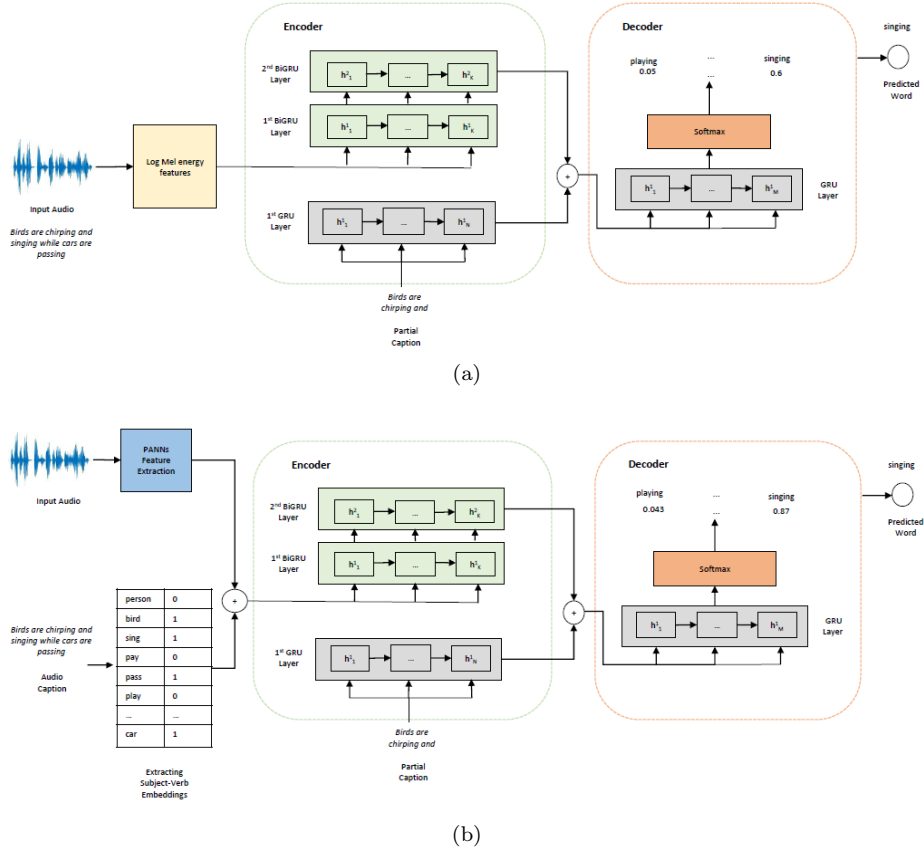 Encoder
Decoder
singing
2nd BiGRU
Layer
h²₁
...
h²K
playing
0.05
...
...
singing
0.6
Predicted
Word
1st BiGRU
Layer
h¹₁
...
h¹K
Softmax
Log Mel energy
features
+
h¹₁
...
h¹M
GRU
Layer
Input Audio
Birds are chirping and
singing while cars are
passing
1st GRU
Layer
h¹₁
...
h¹N
Birds are
chirping and
Partial
Caption
(a)
PANNs
Feature
Extraction
Input Audio
Encoder
Decoder
singing
2nd BiGRU
Layer
h²₁
...
h²K
playing
0.043
...
...
singing
0.87
Predicted
Word
1st BiGRU
Layer
h¹₁
...
h¹K
Softmax
+
+
person 0
bird 1
sing 1
pay 0
pass 1
play 0
... ...
car 1
Birds are chirping and
singing while cars are
passing
Audio
Caption
1st GRU
Layer
h¹₁
...
h¹N
h¹₁
...
h¹M
GRU
Layer
Birds are
chirping and
Partial
Caption
Extracting
Subject-Verb
Embeddings
(b)